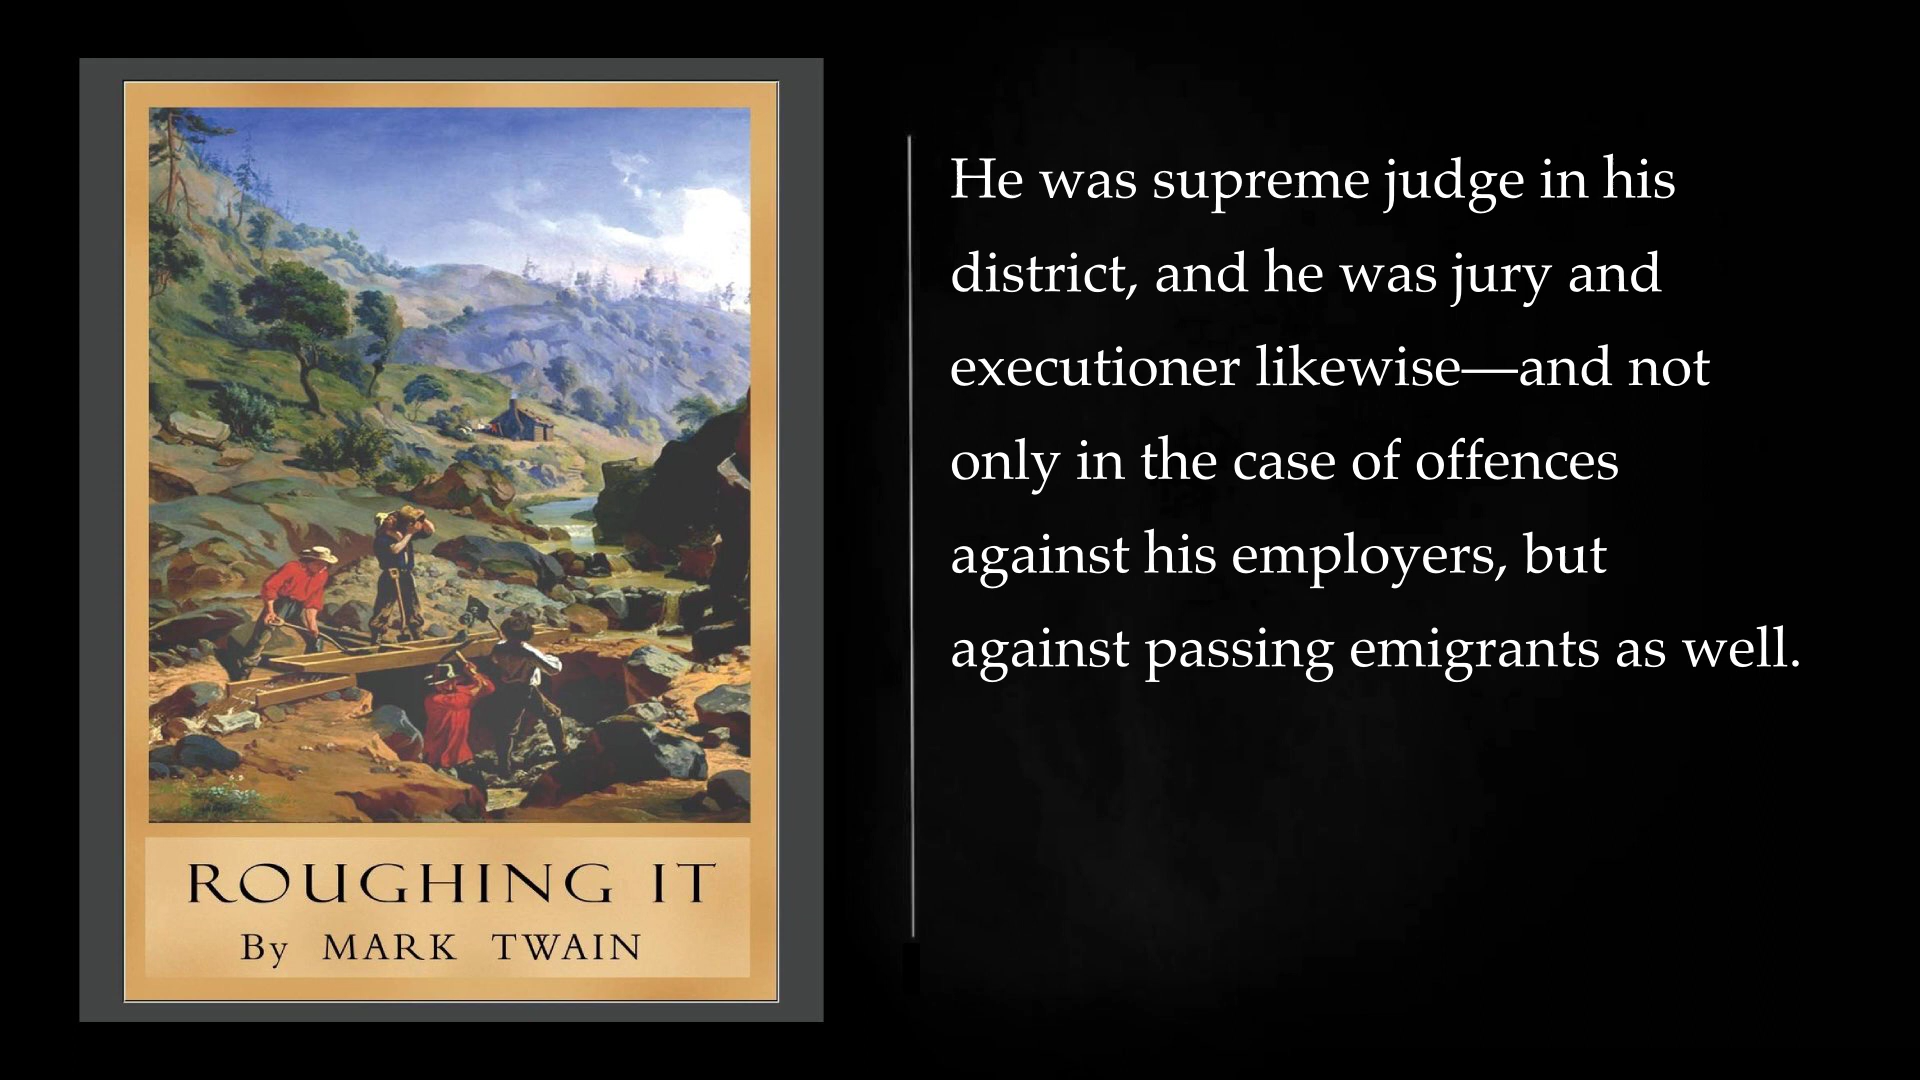 ROUGHING IT
By MARK TWAIN
He was supreme judge in his
district, and he was jury and
executioner likewise—and not
only in the case of offences
against his employers, but
against passing emigrants as well.